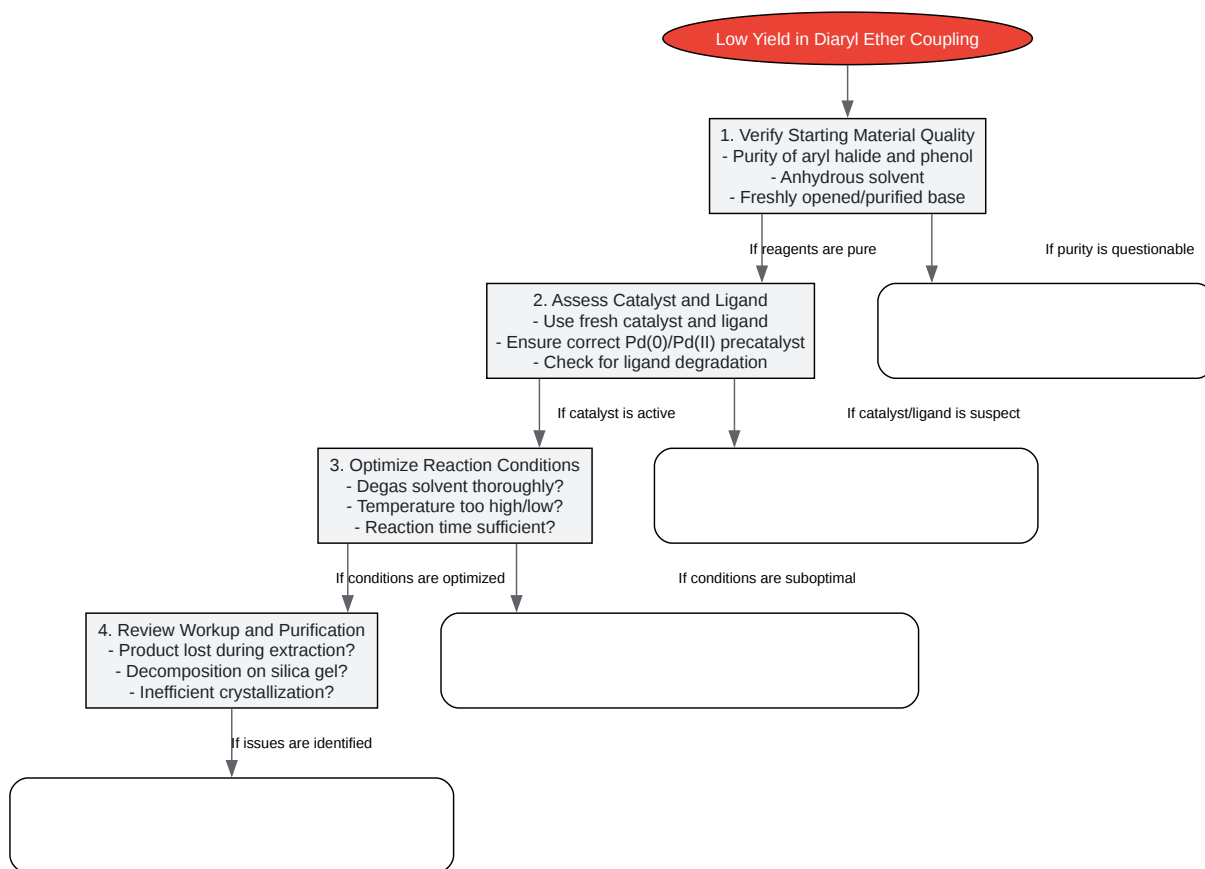 Low Yield in Diaryl Ether Coupling
1. Verify Starting Material Quality
- Purity of aryl halide and phenol
- Anhydrous solvent
- Freshly opened/purified base
If reagents are pure
If purity is questionable
2. Assess Catalyst and Ligand
- Use fresh catalyst and ligand
- Ensure correct Pd(0)/Pd(II) precatalyst
- Check for ligand degradation
If catalyst is active
If catalyst/ligand is suspect
3. Optimize Reaction Conditions
- Degas solvent thoroughly?
- Temperature too high/low?
- Reaction time sufficient?
If conditions are optimized
If conditions are suboptimal
4. Review Workup and Purification
- Product lost during extraction?
- Decomposition on silica gel?
- Inefficient crystallization?
If issues are identified